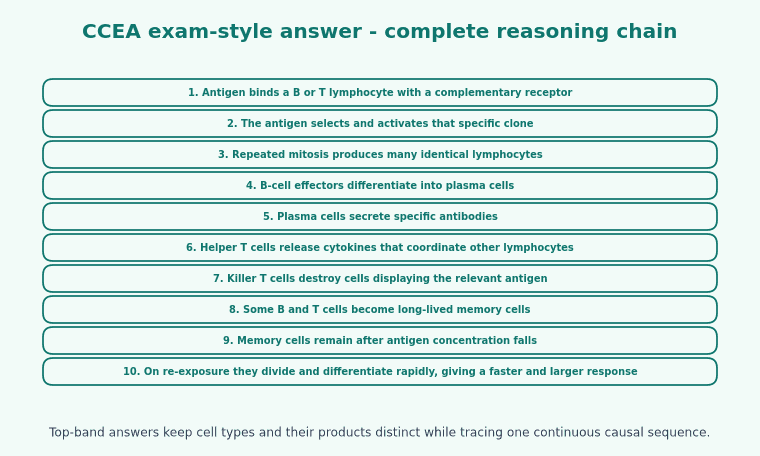 CCEA exam-style answer - complete reasoning chain
1. Antigen binds a B or T lymphocyte with a complementary receptor
2. The antigen selects and activates that specific clone
3. Repeated mitosis produces many identical lymphocytes
4. B-cell effectors differentiate into plasma cells
5. Plasma cells secrete specific antibodies
6. Helper T cells release cytokines that coordinate other lymphocytes
7. Killer T cells destroy cells displaying the relevant antigen
8. Some B and T cells become long-lived memory cells
9. Memory cells remain after antigen concentration falls
10. On re-exposure they divide and differentiate rapidly, giving a faster and larger response
Top-band answers keep cell types and their products distinct while tracing one continuous causal sequence.